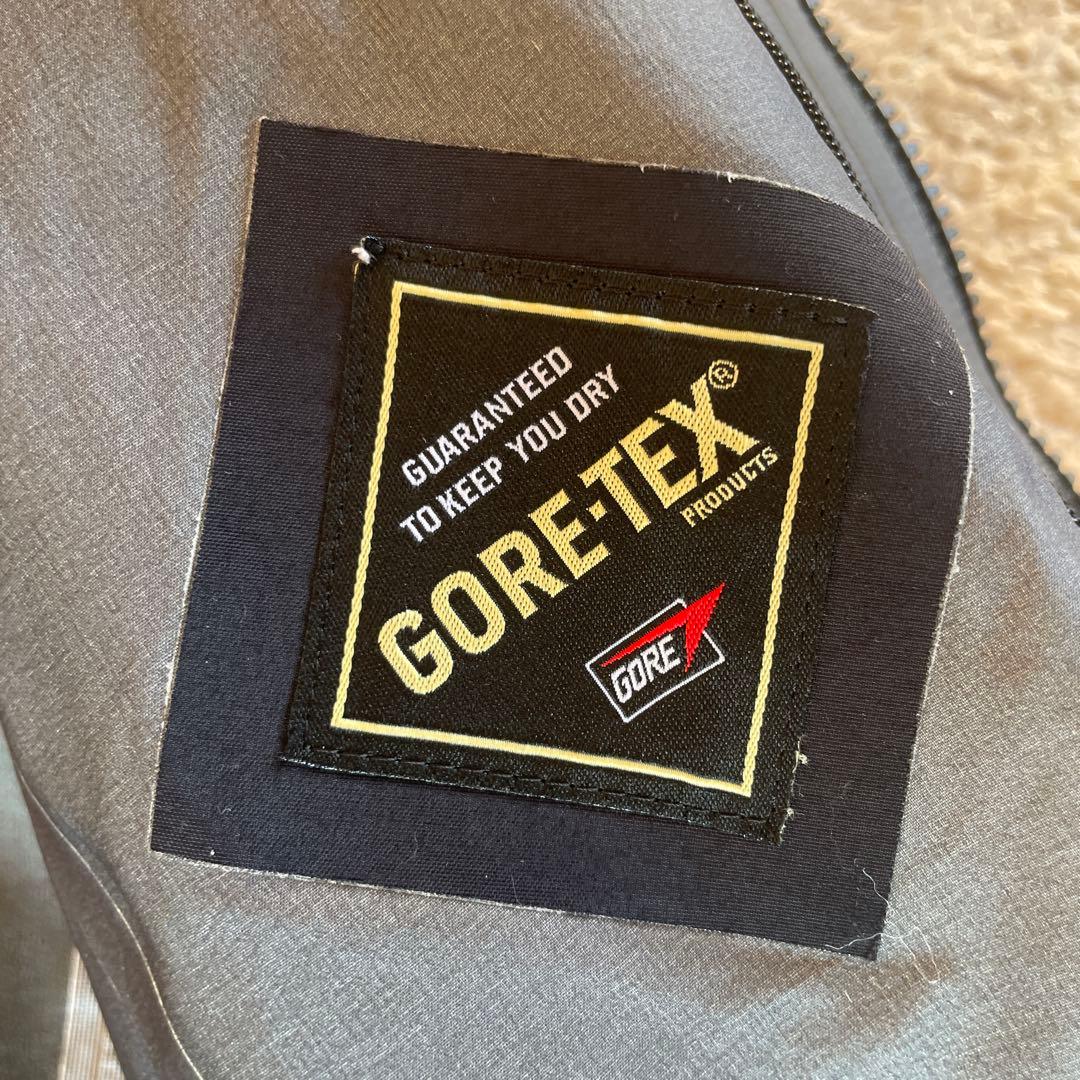 GUARANTEED
TO KEEP YOU DRY
GORE-TEX®
PRODUCTS
GORE